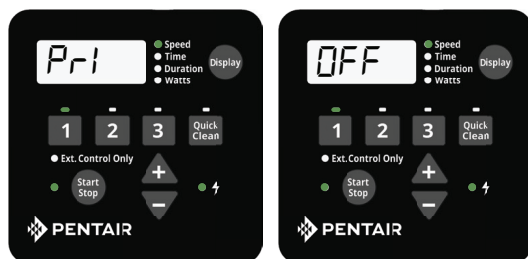 PrI
Speed
Time
Duration
Watts
Display
1 2 3 Quick Clean
Ext. Control Only
+
Start Stop
-
PENTAIR
OFF
Speed
Time
Duration
Watts
Display
1 2 3 Quick Clean
Ext. Control Only
+
Start Stop
-
PENTAIR